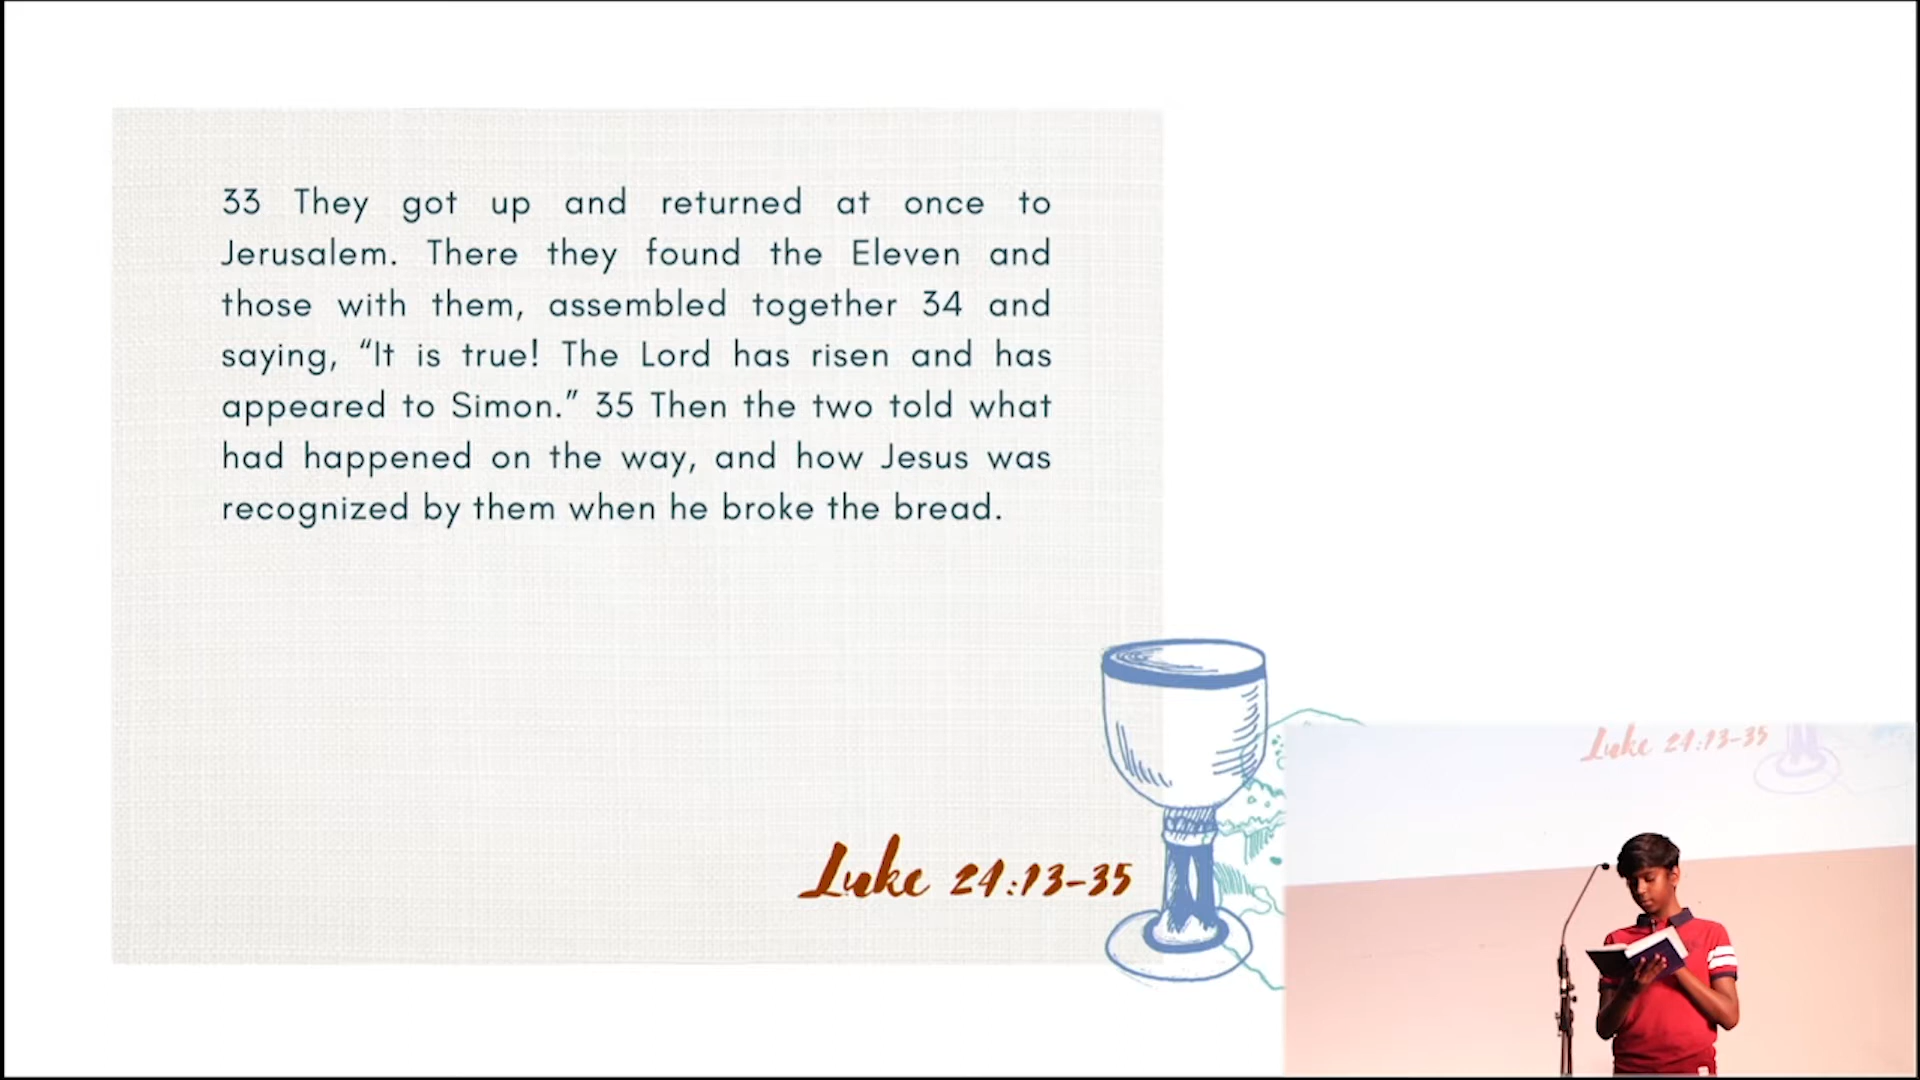 33 They got up and returned at once to
Jerusalem. There they found the Eleven and
those with them, assembled together 34 and
saying, “It is true! The Lord has risen and has
appeared to Simon.” 35 Then the two told what
had happened on the way, and how Jesus was
recognized by them when he broke the bread.
Luke 24:13-35
Luke 24:13-35